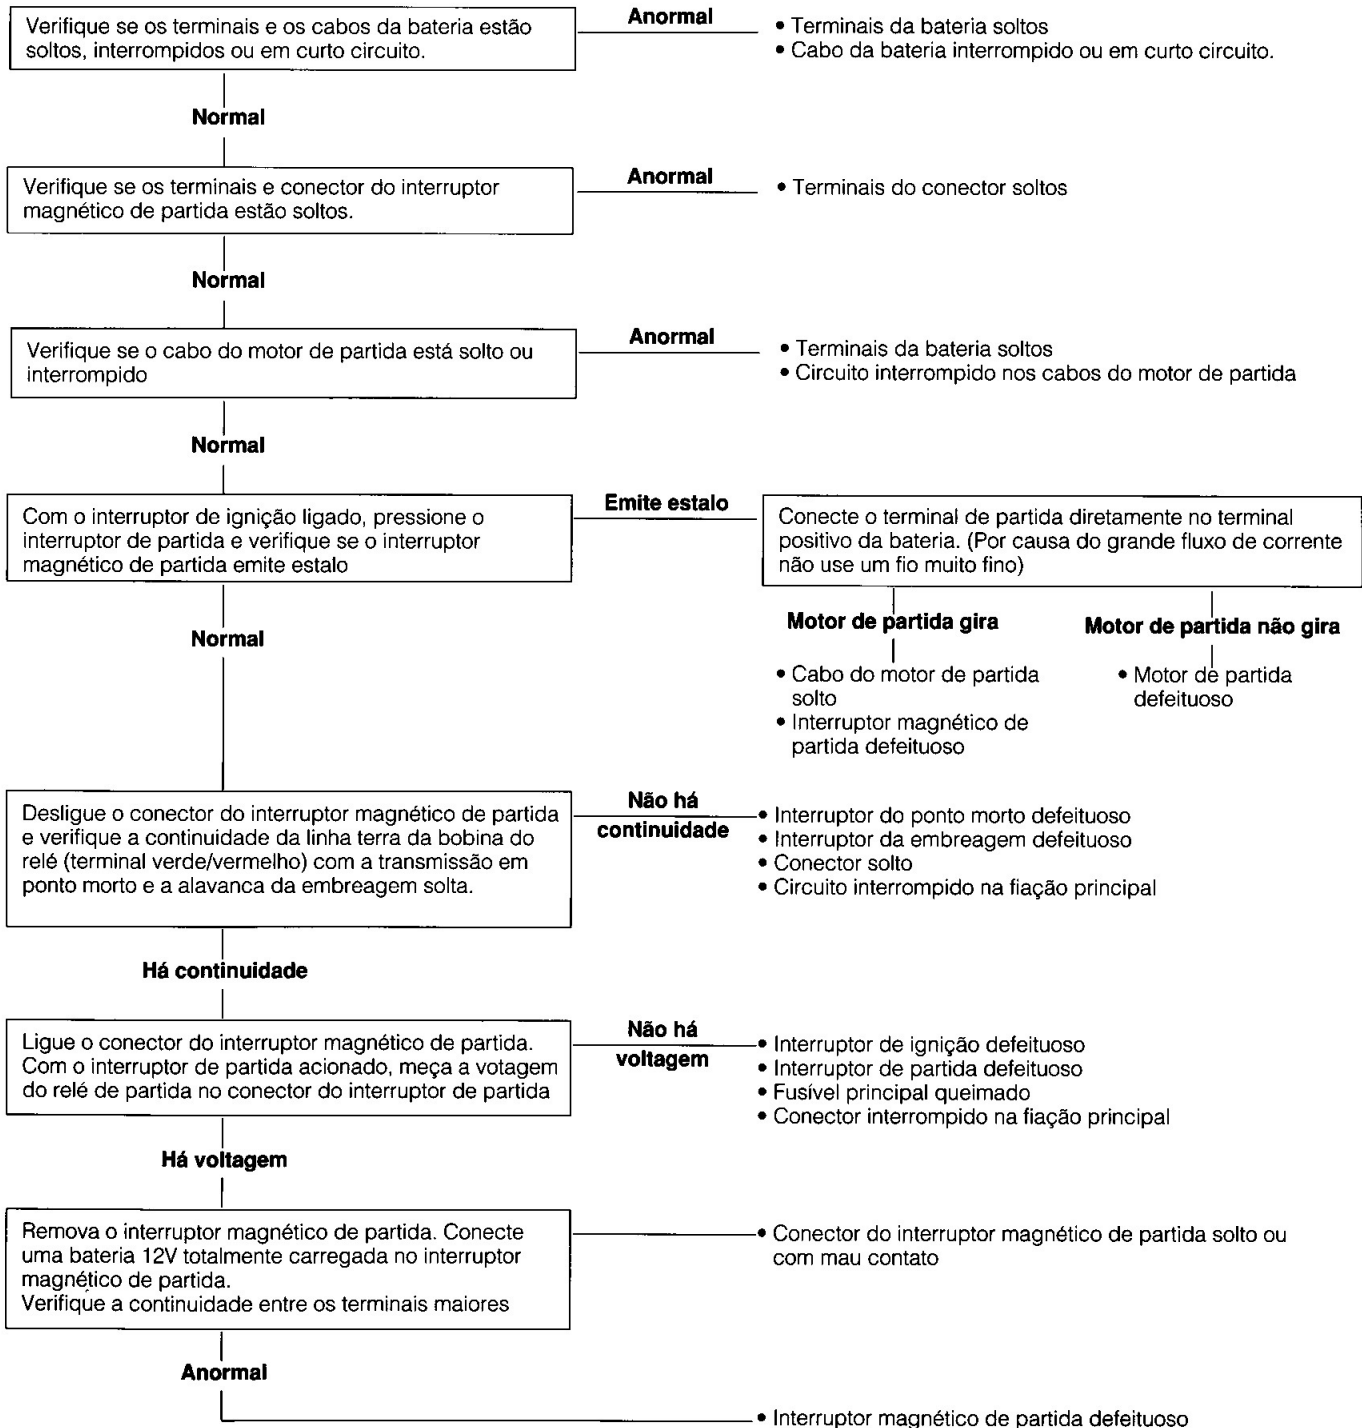 Verifique se os terminais e os cabos da bateria estão
soltos, interrompidos ou em curto circuito.
Anormal
• Terminais da bateria soltos
• Cabo da bateria interrompido ou em curto circuito.
Normal
Verifique se os terminais e conector do interruptor
magnético de partida estão soltos.
Anormal
• Terminais do conector soltos
Normal
Verifique se o cabo do motor de partida está solto ou
interrompido
Anormal
• Terminais da bateria soltos
• Circuito interrompido nos cabos do motor de partida
Normal
Com o interruptor de ignição ligado, pressione o
interruptor de partida e verifique se o interruptor
magnético de partida emite estalo
Emite estalo
Conecte o terminal de partida diretamente no terminal
positivo da bateria. (Por causa do grande fluxo de corrente
não use um fio muito fino)
Normal
Motor de partida gira
• Cabo do motor de partida
solto
• Interruptor magnético de
partida defeituoso
Motor de partida não gira
• Motor de partida
defeituoso
Desligue o conector do interruptor magnético de partida
e verifique a continuidade da linha terra da bobina do
relé (terminal verde/vermelho) com a transmissão em
ponto morto e a alavanca da embreagem solta.
Não há
continuidade
• Interruptor do ponto morto defeituoso
• Interruptor da embreagem defeituoso
• Conector solto
• Circuito interrompido na fiação principal
Há continuidade
Ligue o conector do interruptor magnético de partida.
Com o interruptor de partida acionado, meça a votagem
do relé de partida no conector do interruptor de partida
Não há
voltagem
• Interruptor de ignição defeituoso
• Interruptor de partida defeituoso
• Fusível principal queimado
• Conector interrompido na fiação principal
Há voltagem
Remova o interruptor magnético de partida. Conecte
uma bateria 12V totalmente carregada no interruptor
magnético de partida.
Verifique a continuidade entre os terminais maiores
• Conector do interruptor magnético de partida solto ou
com mau contato
Anormal
• Interruptor magnético de partida defeituoso